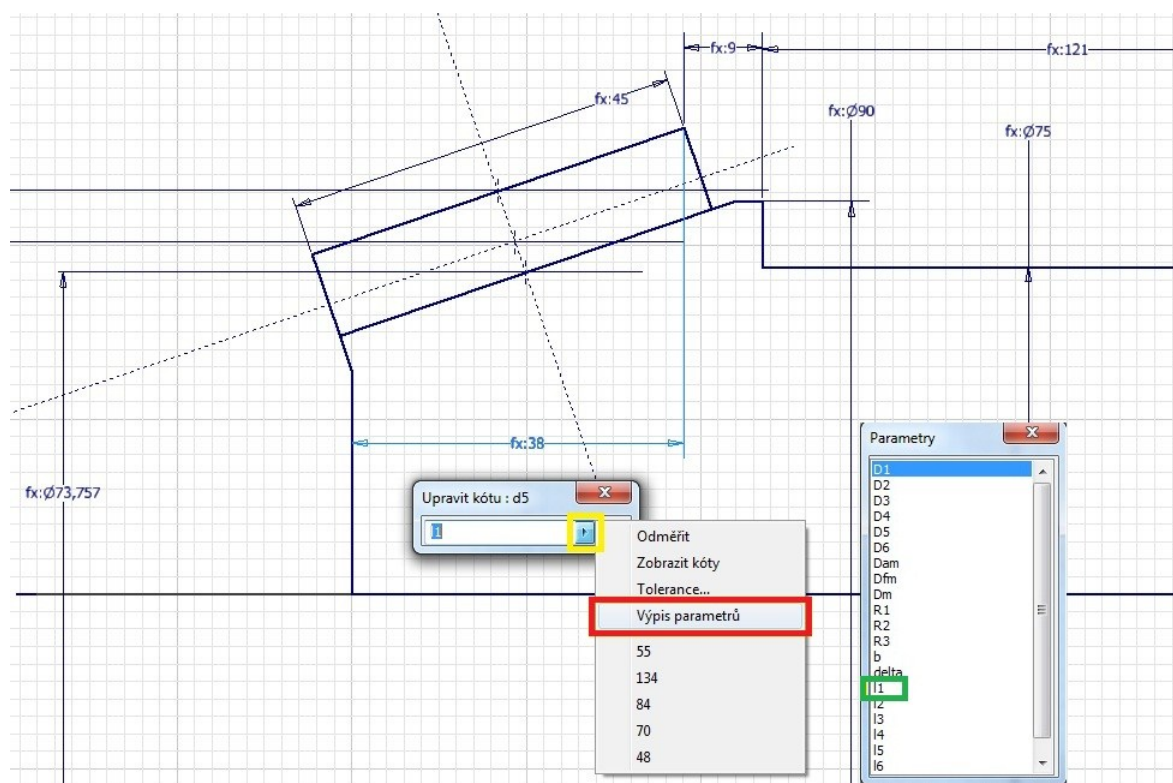 fx:9
fx:121
fx:45
fx:Ø90
fx:Ø75
fx:38
fx:Ø73,757
Upravit kótu : d5
l1
Odměřit
Zobrazit kóty
Tolerance...
Výpis parametrů
55
134
84
70
48
Parametry
D1
D2
D3
D4
D5
D6
Dam
Dfm
Dm
R1
R2
R3
b
delta
l1
l2
l3
l4
l5
l6